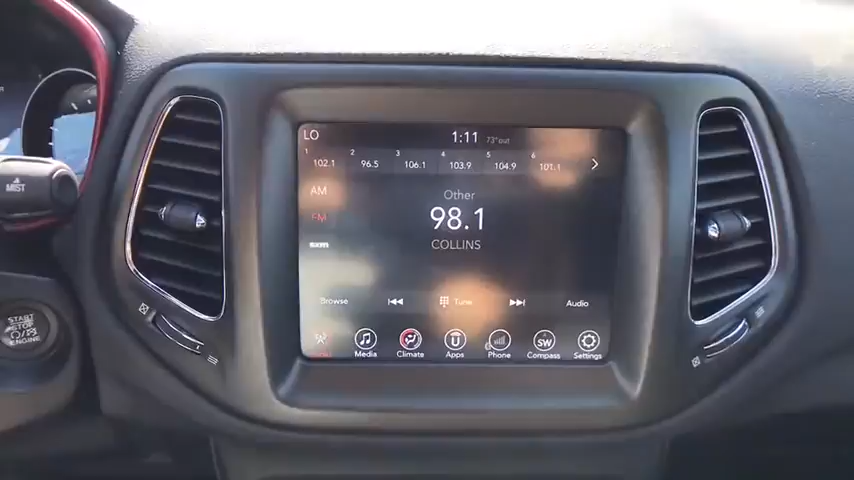 LO
1:11 73°out
1 102.1 2 96.5 3 106.1 4 103.9 5 104.9 6 101.1
AM
Other
FM
98.1
sxm
COLLINS
Browse Tune Audio
Media Climate Apps Phone Compass Settings
SW
MIST
START
STOP
ENGINE